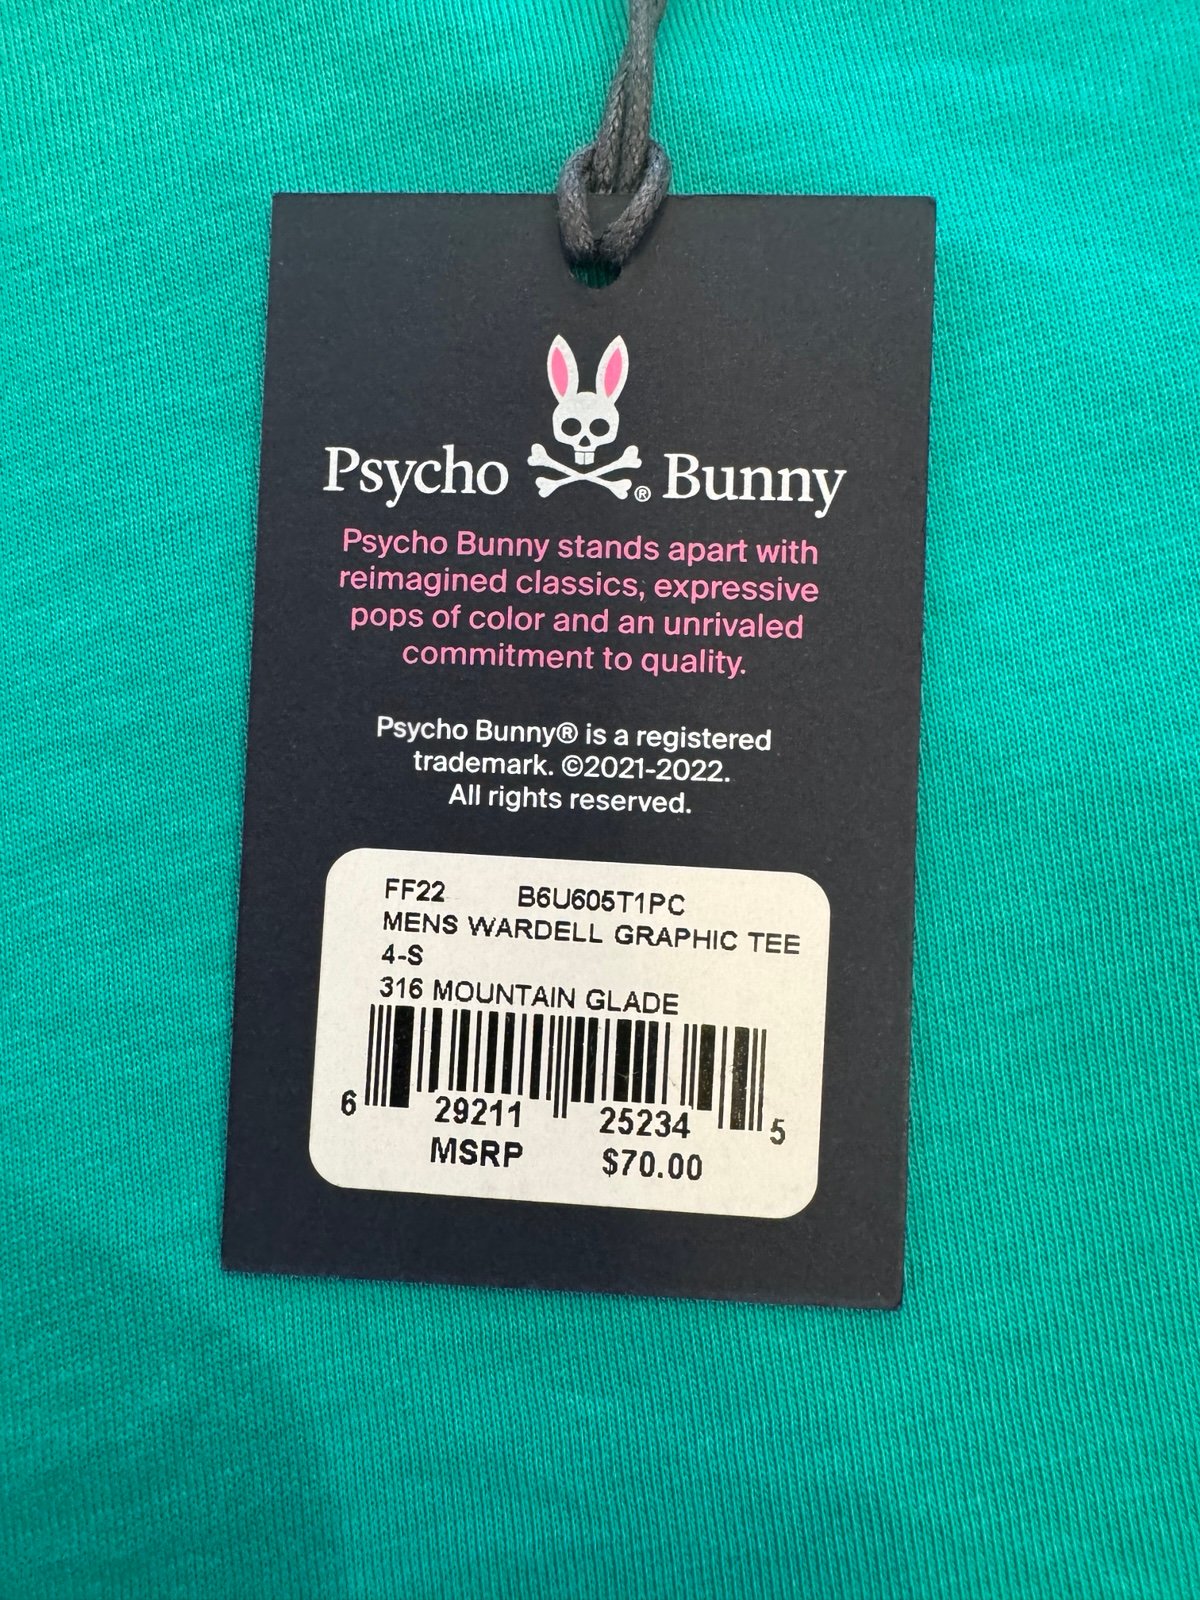 Psycho ® Bunny
Psycho Bunny stands apart with
reimagined classics, expressive
pops of color and an unrivaled
commitment to quality.
Psycho Bunny® is a registered
trademark. ©2021-2022.
All rights reserved.
FF22 B6U605T1PC
MENS WARDELL GRAPHIC TEE
4-S
316 MOUNTAIN GLADE
6 29211 25234 5
MSRP $70.00